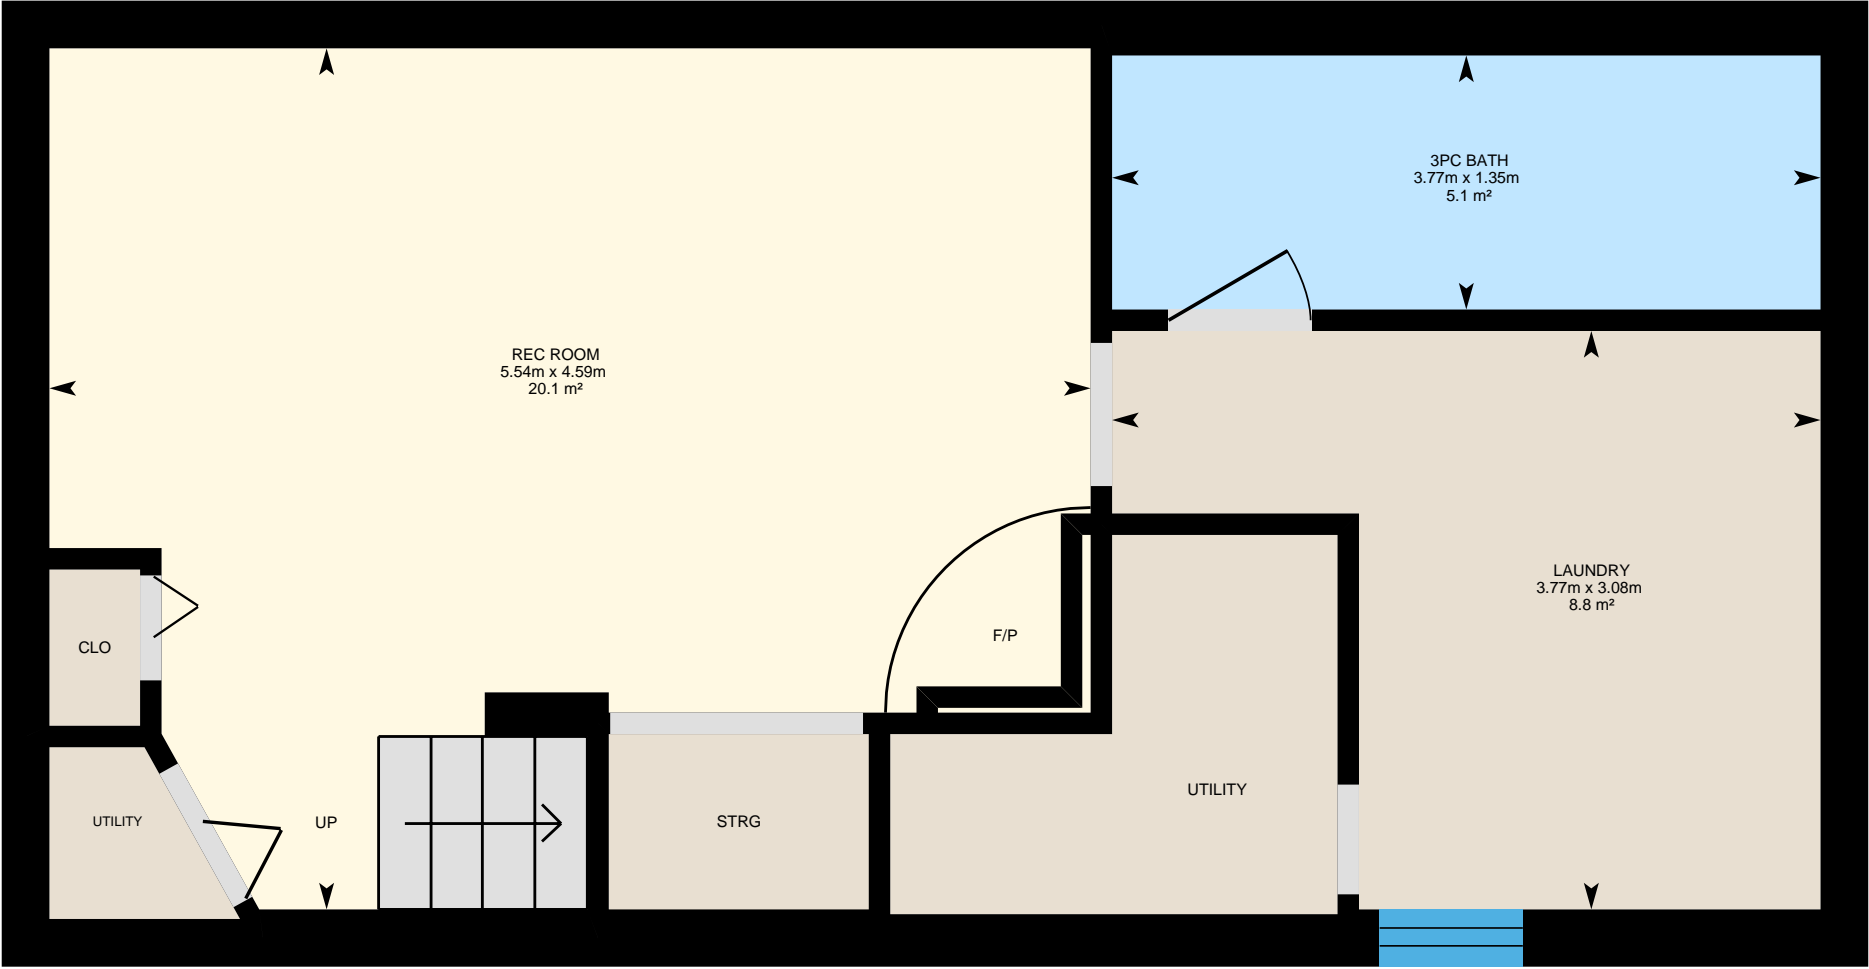 3PC BATH
3.77m x 1.35m
5.1 m²
REC ROOM
5.54m x 4.59m
20.1 m²
LAUNDRY
3.77m x 3.08m
8.8 m²
F/P
CLO
UTILITY
UTILITY
UP
STRG